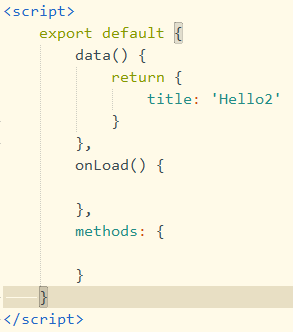 <script>
    export default {
        data() {
            return {
                title: 'Hello2'
            }
        },
        onLoad() {

        },
        methods: {

        }
    }
</script>